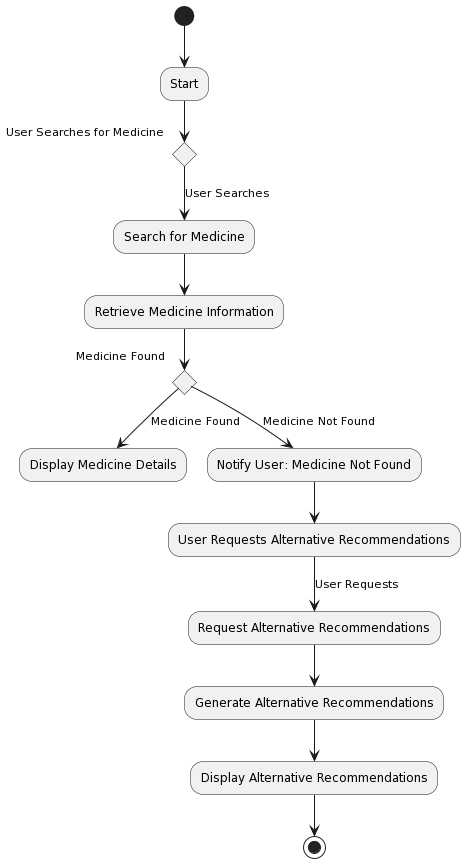 Start
User Searches for Medicine
User Searches
Search for Medicine
Retrieve Medicine Information
Medicine Found
Medicine Found
Medicine Not Found
Display Medicine Details
Notify User: Medicine Not Found
User Requests Alternative Recommendations
User Requests
Request Alternative Recommendations
Generate Alternative Recommendations
Display Alternative Recommendations